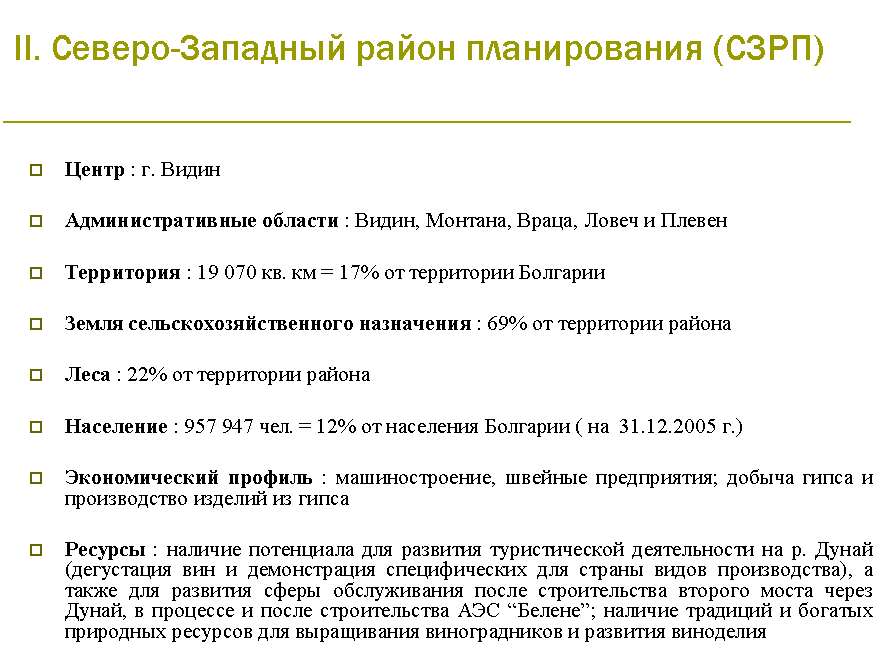 II. Северо-Западный район планирования (СЗРП)
Центр : г. Видин
Административные области : Видин, Монтана, Враца, Ловеч и Плевен
Территория : 19 070 кв. км = 17% от территории Болгарии
Земля сельскохозяйственного назначения : 69% от территории района
Леса : 22% от территории района
Население : 957 947 чел. = 12% от населения Болгарии ( на 31.12.2005 г.)
Экономический профиль : машиностроение, швейные предприятия; добыча гипса и
производство изделий из гипса
Ресурсы : наличие потенциала для развития туристической деятельности на р. Дунай
(дегустация вин и демонстрация специфических для страны видов производства), а
также для развития сферы обслуживания после строительства второго моста через
Дунай, в процессе и после строительства АЭС “Белене”; наличие традиций и богатых
природных ресурсов для выращивания виноградников и развития виноделия